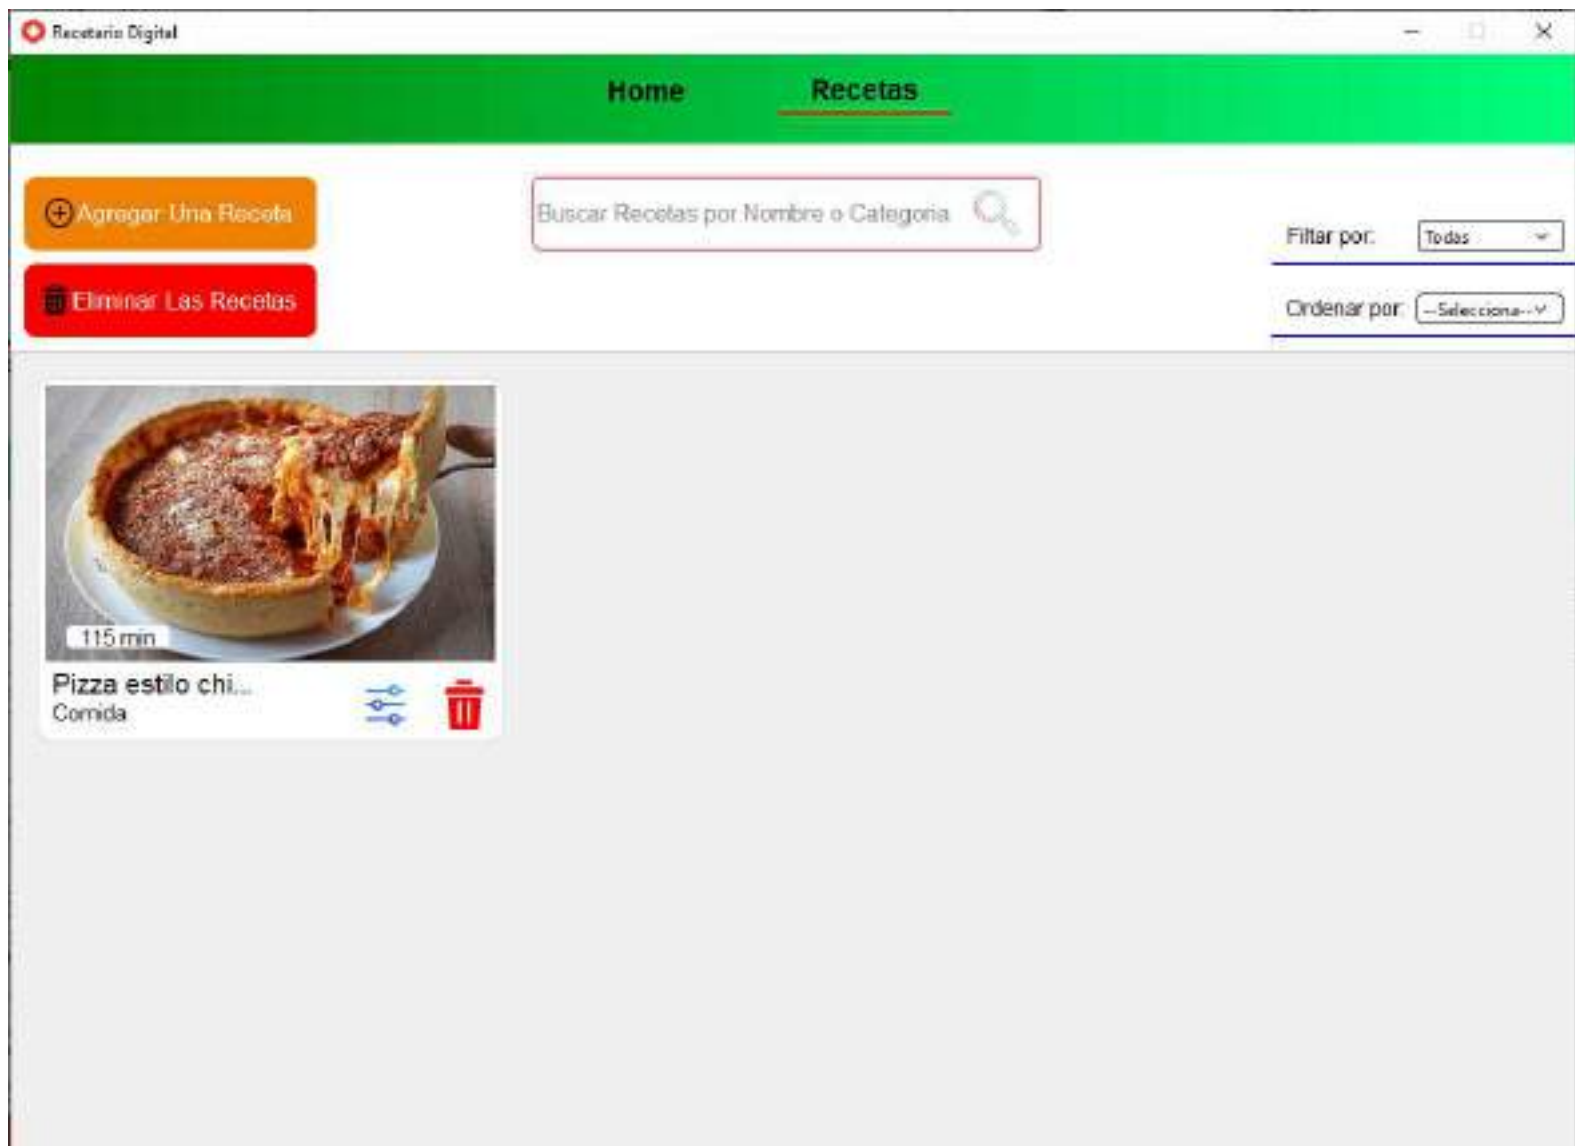 Recetario Digital
Home
Recetas
Agregar Una Receta
Buscar Recetas por Nombre o Categoria
Filtar por:
Todas
Eliminar Las Recetas
Ordenar por:
--Selecciona--
115 min
Pizza estilo chi...
Comida